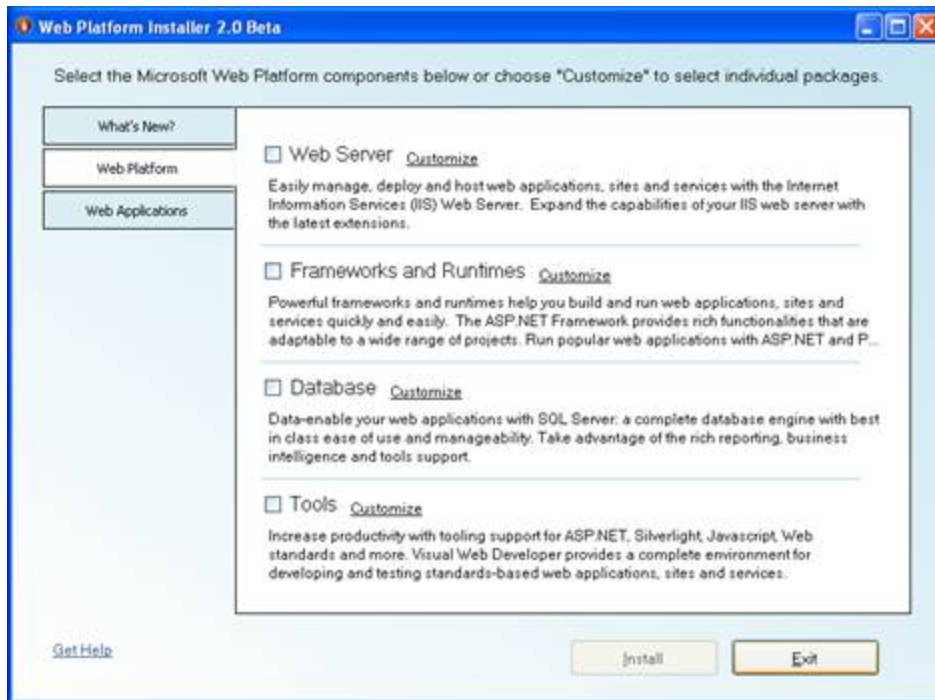 Web Platform Installer 2.0 Beta
Select the Microsoft Web Platform components below or choose "Customize" to select individual packages.
What's New?
Web Platform
Web Applications
Web Server Customize
Easily manage, deploy and host web applications, sites and services with the Internet
Information Services (IIS) Web Server. Expand the capabilities of your IIS web server with
the latest extensions.
Frameworks and Runtimes Customize
Powerful frameworks and runtimes help you build and run web applications, sites and
services quickly and easily. The ASP.NET Framework provides rich functionalities that are
adaptable to a wide range of projects. Run popular web applications with ASP.NET and P...
Database Customize
Data-enable your web applications with SQL Server: a complete database engine with best
in class ease of use and manageability. Take advantage of the rich reporting, business
intelligence and tools support.
Tools Customize
Increase productivity with tooling support for ASP.NET, Silverlight, Javascript, Web
standards and more. Visual Web Developer provides a complete environment for
developing and testing standards-based web applications, sites and services.
Get Help
Install
Exit